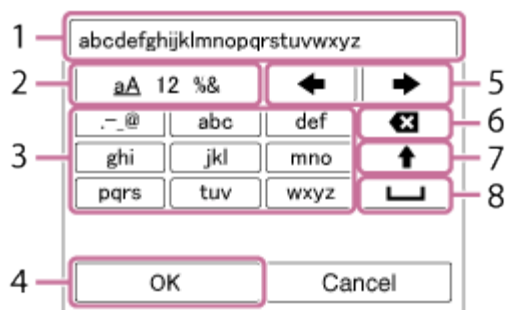 1 abcdefghijklmnopqrstuvwxyz
2 aA 12 %& 5
.-_@ abc def 6
3 ghi jkl mno 7
pqrs tuv wxyz 8
4 OK Cancel